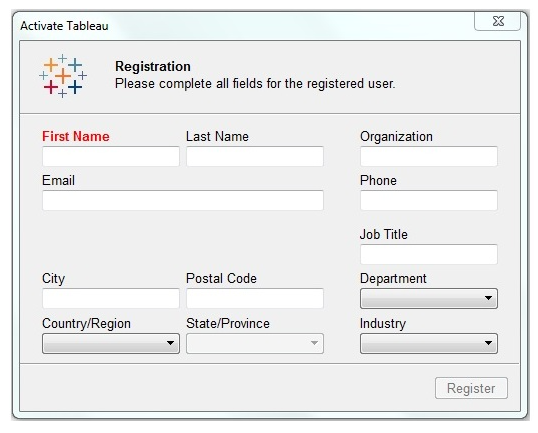 Activate Tableau
Registration
Please complete all fields for the registered user.
First Name Last Name Organization
Email Phone
Job Title
City Postal Code Department
Country/Region State/Province Industry
Register